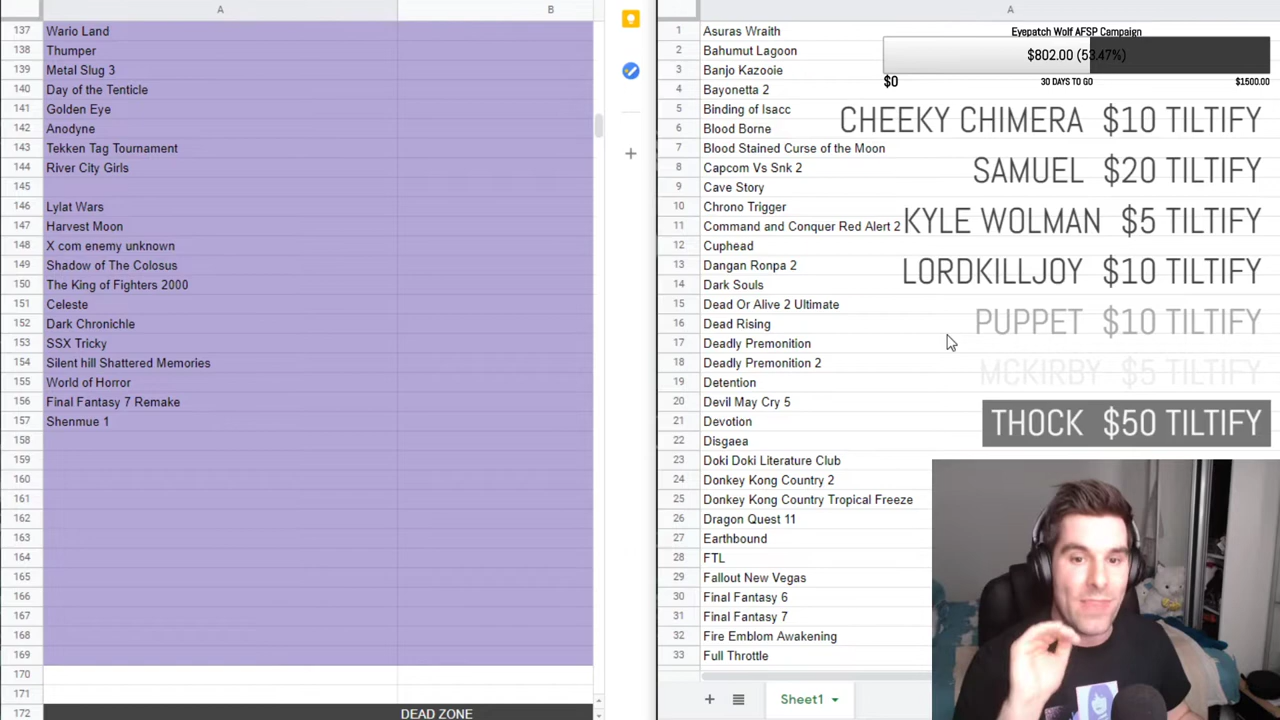 A
B
137 Wario Land
138 Thumper
139 Metal Slug 3
140 Day of the Tenticle
141 Golden Eye
142 Anodyne
143 Tekken Tag Tournament
144 River City Girls
145
146 Lylat Wars
147 Harvest Moon
148 X com enemy unknown
149 Shadow of The Colosus
150 The King of Fighters 2000
151 Celeste
152 Dark Chronichle
153 SSX Tricky
154 Silent hill Shattered Memories
155 World of Horror
156 Final Fantasy 7 Remake
157 Shenmue 1
158
159
160
161
162
163
164
165
166
167
168
169
170
171
172 DEAD ZONE
A
1 Asuras Wraith
2 Bahumut Lagoon
3 Banjo Kazooie
4 Bayonetta 2
5 Binding of Isacc
6 Blood Borne
7 Blood Stained Curse of the Moon
8 Capcom Vs Snk 2
9 Cave Story
10 Chrono Trigger
11 Command and Conquer Red Alert 2
12 Cuphead
13 Dangan Ronpa 2
14 Dark Souls
15 Dead Or Alive 2 Ultimate
16 Dead Rising
17 Deadly Premonition
18 Deadly Premonition 2
19 Detention
20 Devil May Cry 5
21 Devotion
22 Disgaea
23 Doki Doki Literature Club
24 Donkey Kong Country 2
25 Donkey Kong Country Tropical Freeze
26 Dragon Quest 11
27 Earthbound
28 FTL
29 Fallout New Vegas
30 Final Fantasy 6
31 Final Fantasy 7
32 Fire Emblom Awakening
33 Full Throttle
Sheet1
Eyepatch Wolf AFSP Campaign
$802.00 (53.47%)
$0 30 DAYS TO GO $1500.00
CHEEKY CHIMERA $10 TILTIFY
SAMUEL $20 TILTIFY
KYLE WOLMAN $5 TILTIFY
LORDKILLJOY $10 TILTIFY
PUPPET $10 TILTIFY
MCKIRBY $5 TILTIFY
THOCK $50 TILTIFY